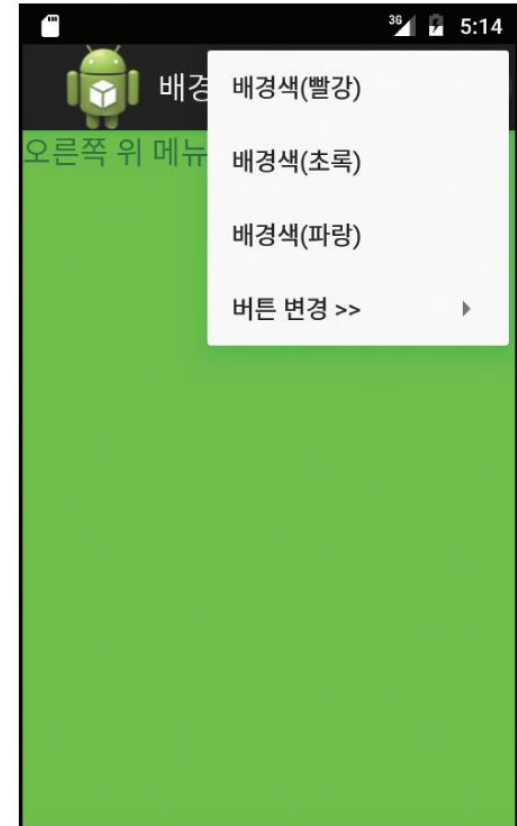 3G 5:14
배경
배경색(빨강)
오른쪽 위 메뉴
배경색(초록)
배경색(파랑)
버튼 변경 >>